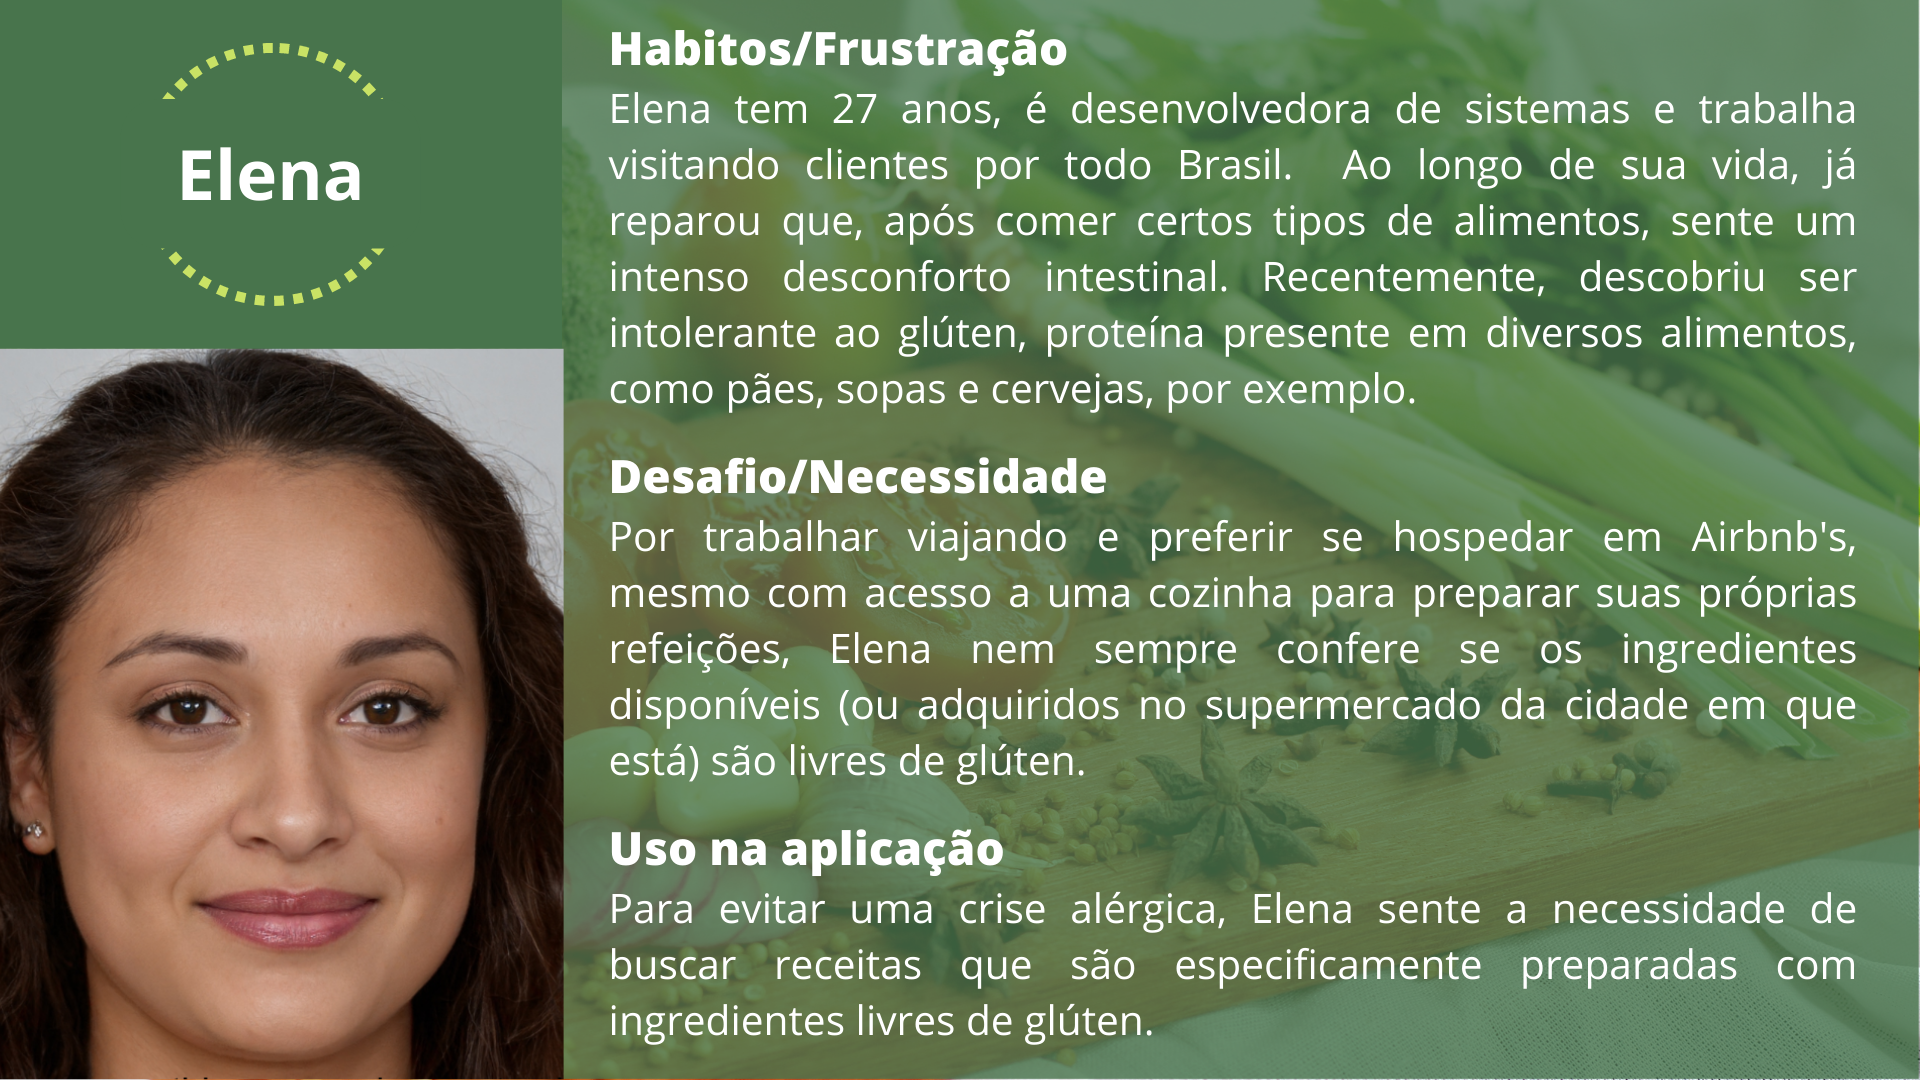 Elena
Habitos/Frustração
Elena tem 27 anos, é desenvolvedora de sistemas e trabalha
visitando clientes por todo Brasil. Ao longo de sua vida, já
reparou que, após comer certos tipos de alimentos, sente um
intenso desconforto intestinal. Recentemente, descobriu ser
intolerante ao glúten, proteína presente em diversos alimentos,
como pães, sopas e cervejas, por exemplo.
Desafio/Necessidade
Por trabalhar viajando e preferir se hospedar em Airbnb's,
mesmo com acesso a uma cozinha para preparar suas próprias
refeições, Elena nem sempre confere se os ingredientes
disponíveis (ou adquiridos no supermercado da cidade em que
está) são livres de glúten.
Uso na aplicação
Para evitar uma crise alérgica, Elena sente a necessidade de
buscar receitas que são especificamente preparadas com
ingredientes livres de glúten.